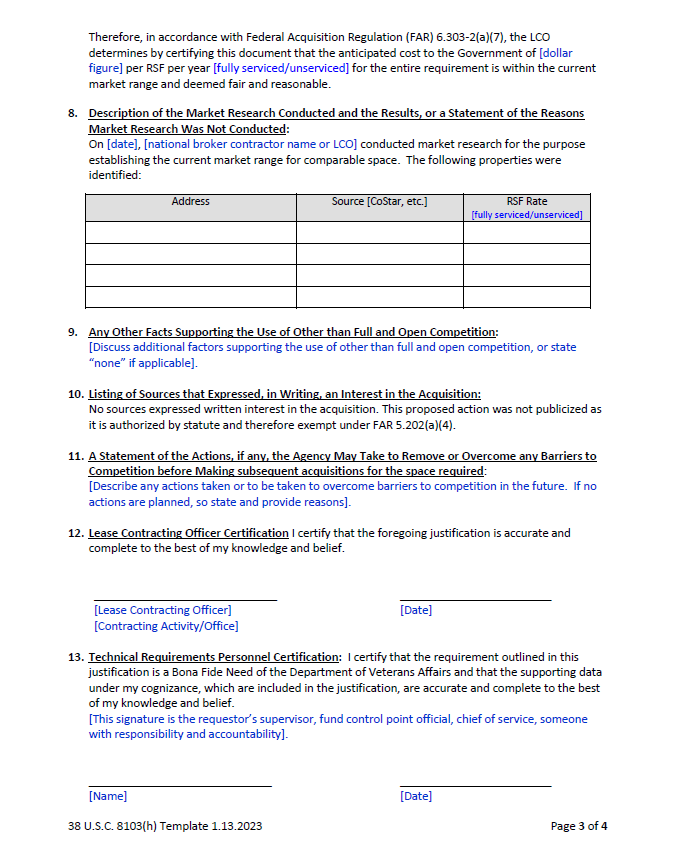 Therefore, in accordance with Federal Acquisition Regulation (FAR) 6.303-2(a)(7), the LCO
determines by certifying this document that the anticipated cost to the Government of [dollar
figure] per RSF per year [fully serviced/unserviced] for the entire requirement is within the current
market range and deemed fair and reasonable.
8. Description of the Market Research Conducted and the Results, or a Statement of the Reasons
Market Research Was Not Conducted:
On [date], [national broker contractor name or LCO] conducted market research for the purpose
establishing the current market range for comparable space.  The following properties were
identified:
Address Source [CoStar, etc.] RSF Rate
[fully serviced/unserviced]
9. Any Other Facts Supporting the Use of Other than Full and Open Competition:
[Discuss additional factors supporting the use of other than full and open competition, or state
“none” if applicable].
10. Listing of Sources that Expressed, in Writing, an Interest in the Acquisition:
No sources expressed written interest in the acquisition. This proposed action was not publicized as
it is authorized by statute and therefore exempt under FAR 5.202(a)(4).
11. A Statement of the Actions, if any, the Agency May Take to Remove or Overcome any Barriers to
Competition before Making subsequent acquisitions for the space required:
[Describe any actions taken or to be taken to overcome barriers to competition in the future.  If no
actions are planned, so state and provide reasons].
12. Lease Contracting Officer Certification I certify that the foregoing justification is accurate and
complete to the best of my knowledge and belief.
[Lease Contracting Officer] [Date]
[Contracting Activity/Office]
13. Technical Requirements Personnel Certification:  I certify that the requirement outlined in this
justification is a Bona Fide Need of the Department of Veterans Affairs and that the supporting data
under my cognizance, which are included in the justification, are accurate and complete to the best
of my knowledge and belief.
[This signature is the requestor’s supervisor, fund control point official, chief of service, someone
with responsibility and accountability].
[Name] [Date]
38 U.S.C. 8103(h) Template 1.13.2023 Page 3 of 4